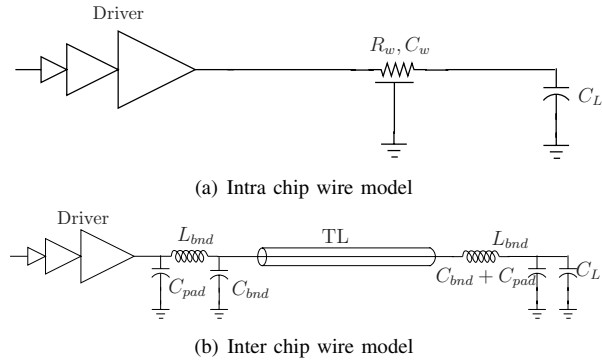 Driver
R_w, C_w
C_L
(a) Intra chip wire model
Driver
L_bnd
TL
L_bnd
C_pad
C_bnd
C_bnd + C_pad
C_L
(b) Inter chip wire model